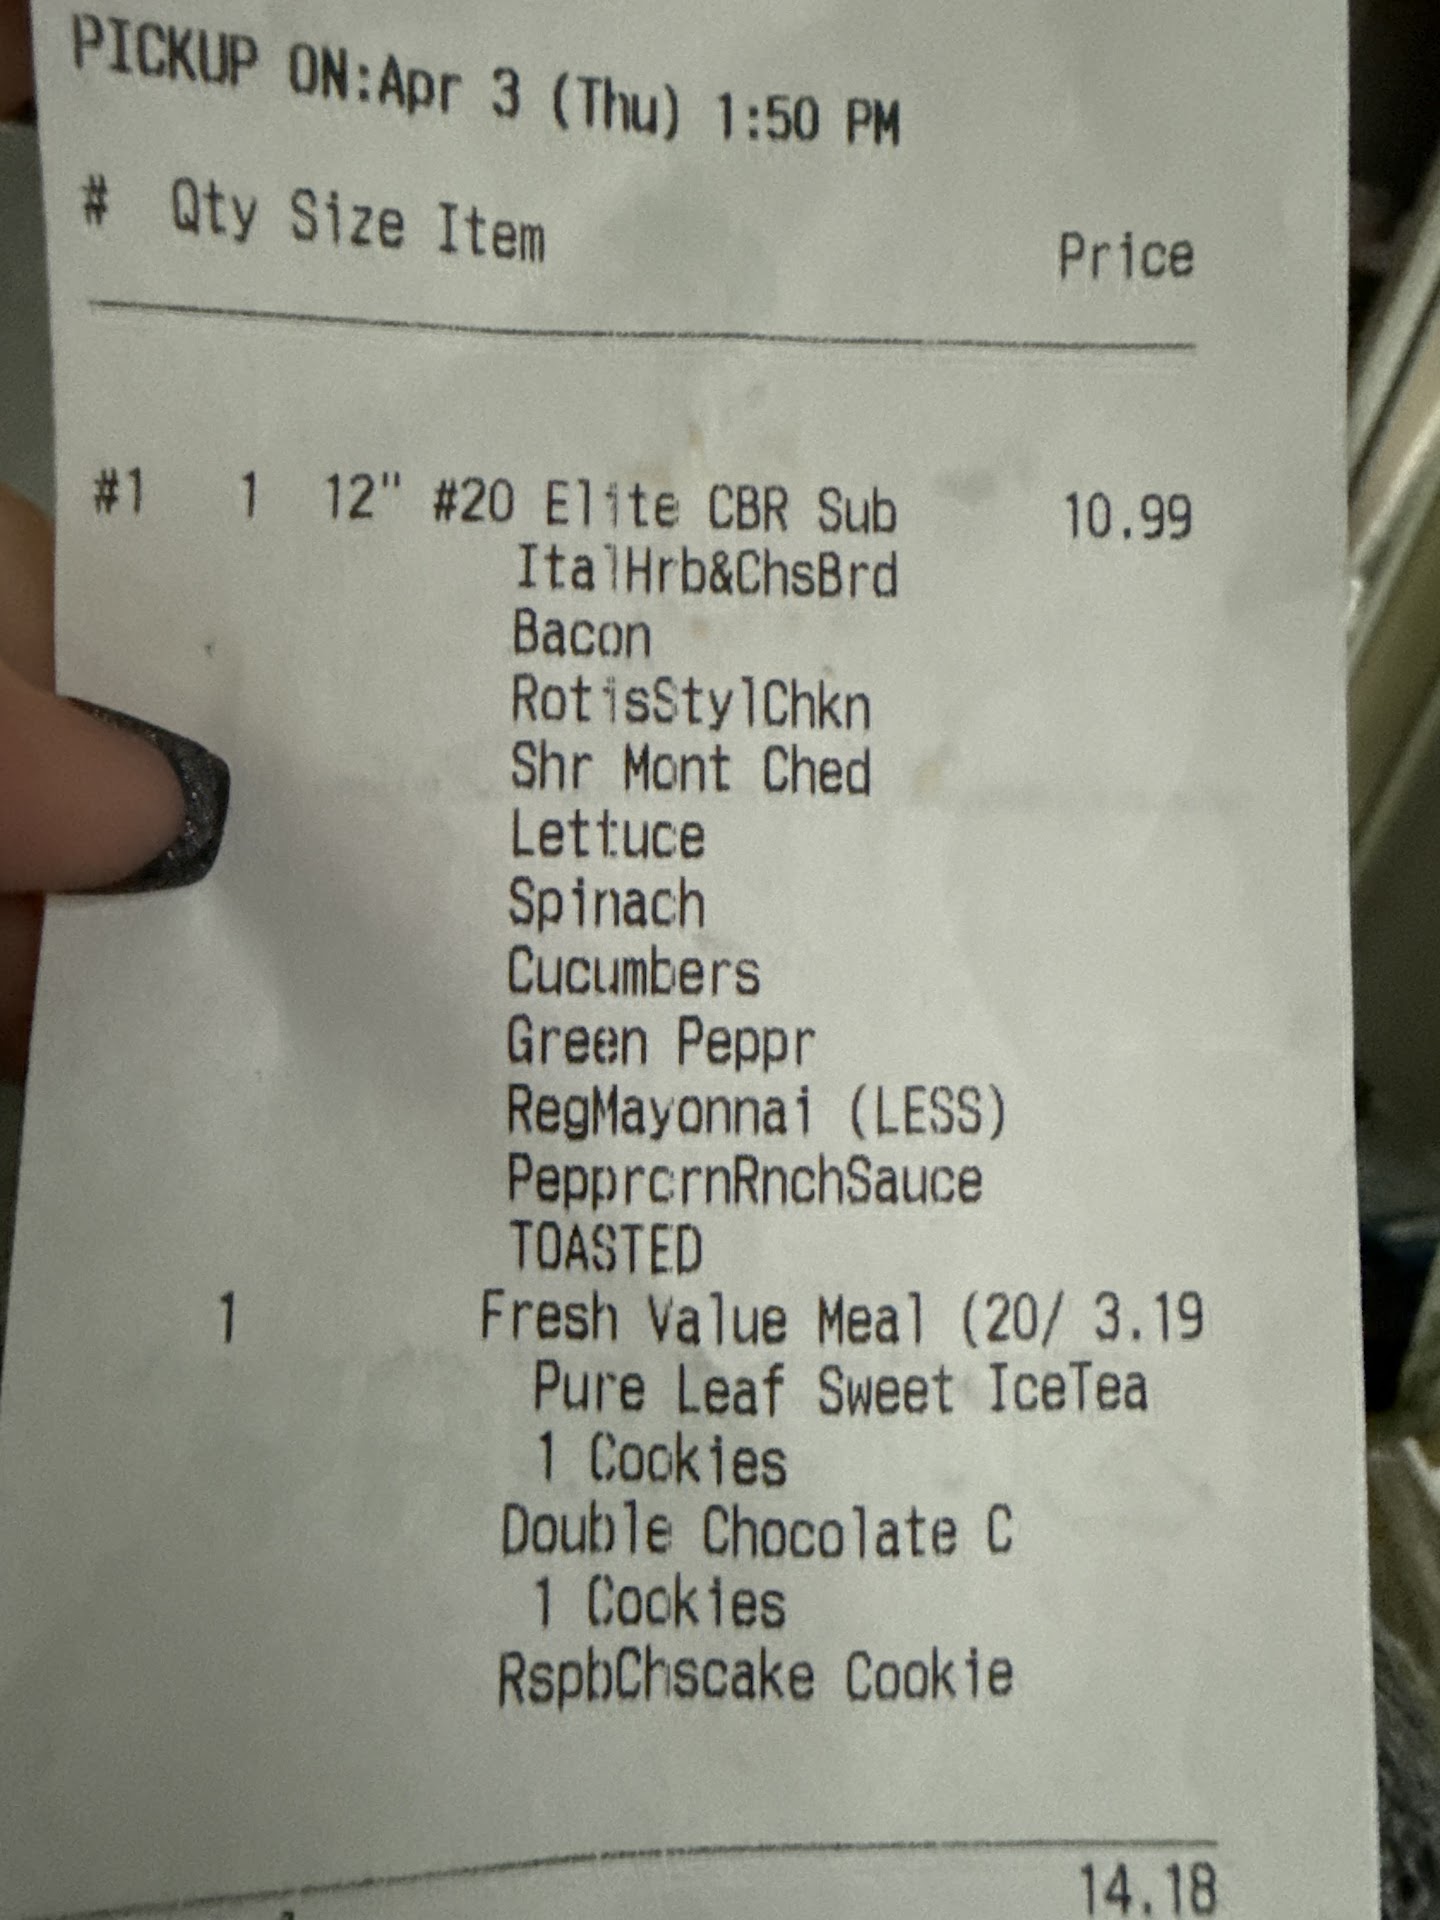 PICKUP ON:Apr 3 (Thu) 1:50 PM
# Qty Size Item Price
#1 1 12" #20 Elite CBR Sub 10.99
ItalHrb&ChsBrd
Bacon
RotisStylChkn
Shr Mont Ched
Lettuce
Spinach
Cucumbers
Green Peppr
RegMayonnai (LESS)
PepprcrnRnchSauce
TOASTED
1 Fresh Value Meal (20/ 3.19
Pure Leaf Sweet IceTea
1 Cookies
Double Chocolate C
1 Cookies
RspbChscake Cookie
14.18